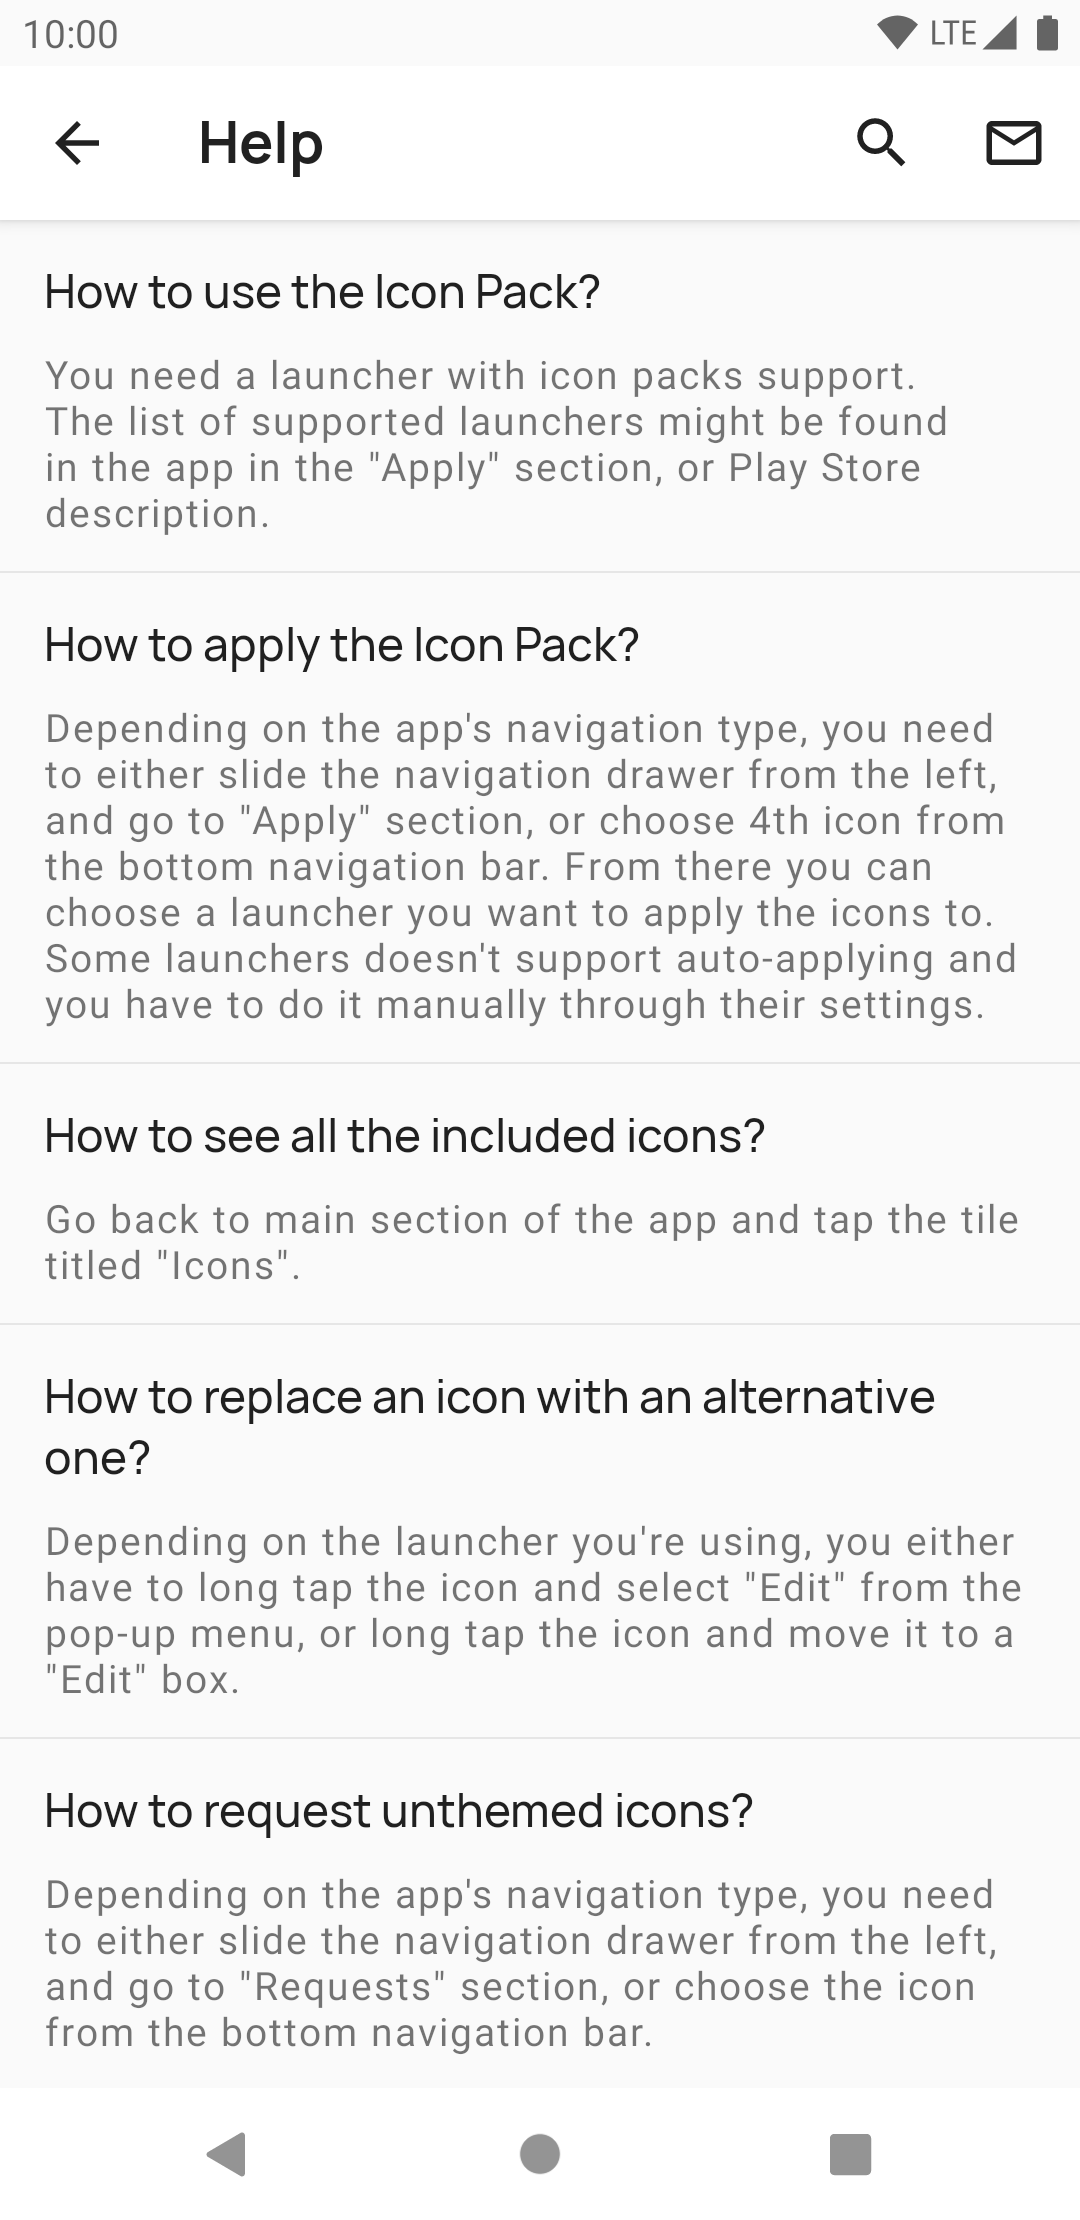 10:00
LTE
Help
How to use the Icon Pack?
You need a launcher with icon packs support.
The list of supported launchers might be found
in the app in the "Apply" section, or Play Store
description.
How to apply the Icon Pack?
Depending on the app's navigation type, you need
to either slide the navigation drawer from the left,
and go to "Apply" section, or choose 4th icon from
the bottom navigation bar. From there you can
choose a launcher you want to apply the icons to.
Some launchers doesn't support auto-applying and
you have to do it manually through their settings.
How to see all the included icons?
Go back to main section of the app and tap the tile
titled "Icons".
How to replace an icon with an alternative
one?
Depending on the launcher you're using, you either
have to long tap the icon and select "Edit" from the
pop-up menu, or long tap the icon and move it to a
"Edit" box.
How to request unthemed icons?
Depending on the app's navigation type, you need
to either slide the navigation drawer from the left,
and go to "Requests" section, or choose the icon
from the bottom navigation bar.